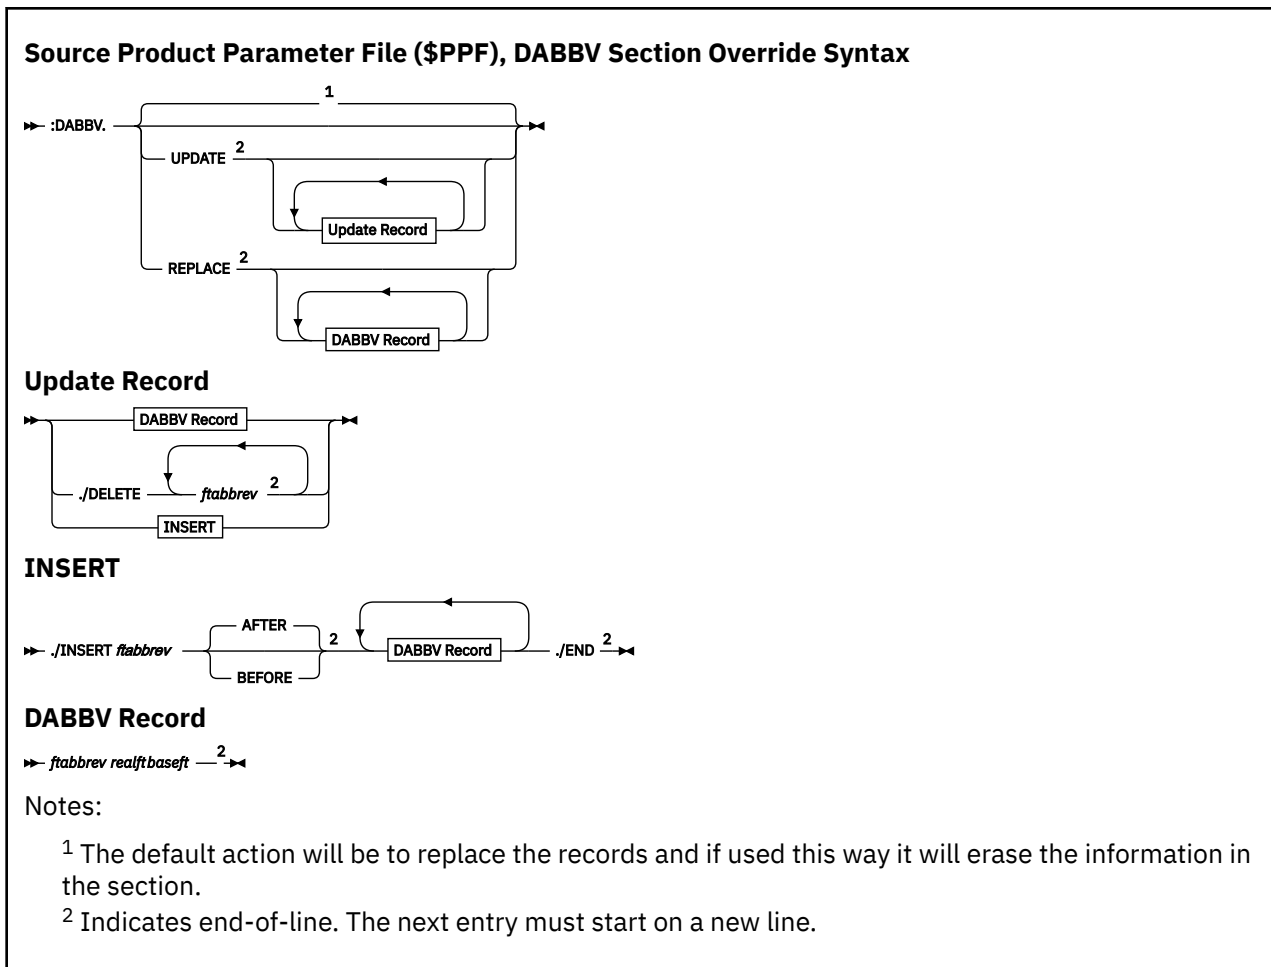 Source Product Parameter File ($PPF), DABBV Section Override Syntax
1
:DABBV.
UPDATE 2
Update Record
REPLACE 2
DABBV Record
Update Record
DABBV Record
./DELETE ftabbrev 2
INSERT
INSERT
AFTER
./INSERT ftabbrev 2 DABBV Record ./END 2
BEFORE
DABBV Record
ftabbrev realft baseft 2
Notes:
1 The default action will be to replace the records and if used this way it will erase the information in
the section.
2 Indicates end-of-line. The next entry must start on a new line.